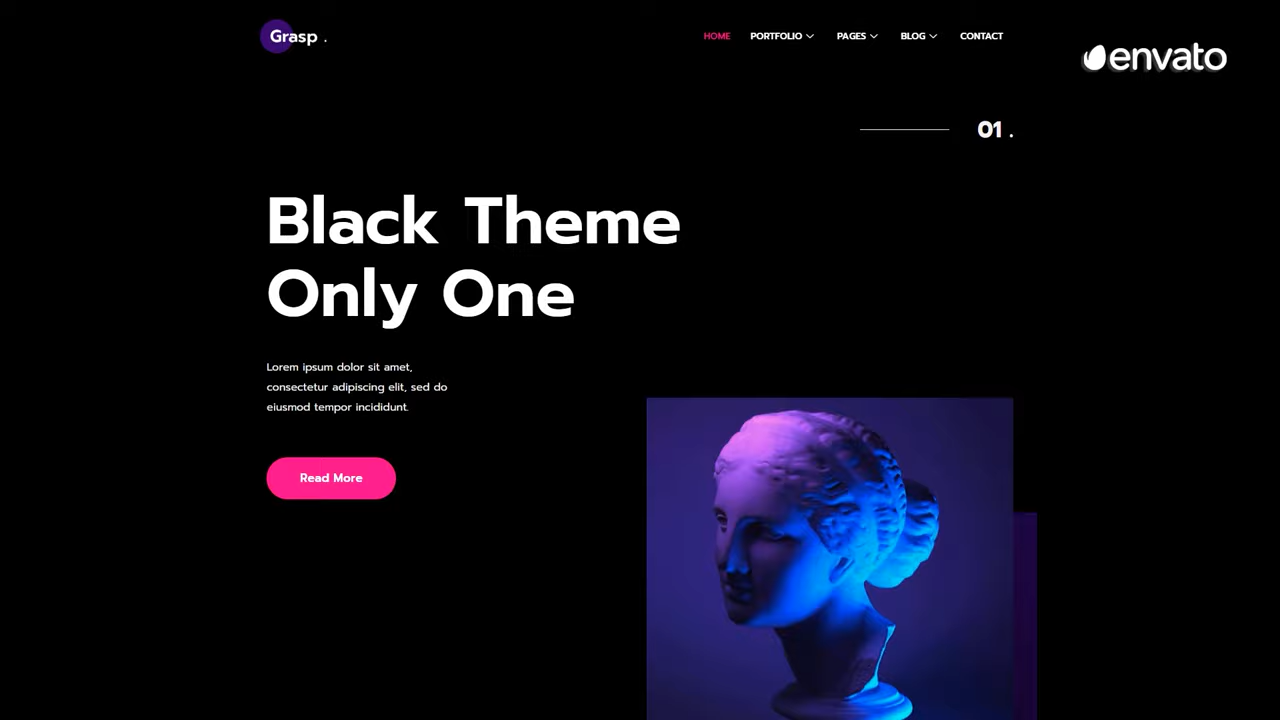 Grasp .
HOME PORTFOLIO PAGES BLOG CONTACT
envato
01 .
Black Theme
Only One
Lorem ipsum dolor sit amet,
consectetur adipiscing elit, sed do
eiusmod tempor incididunt.
Read More